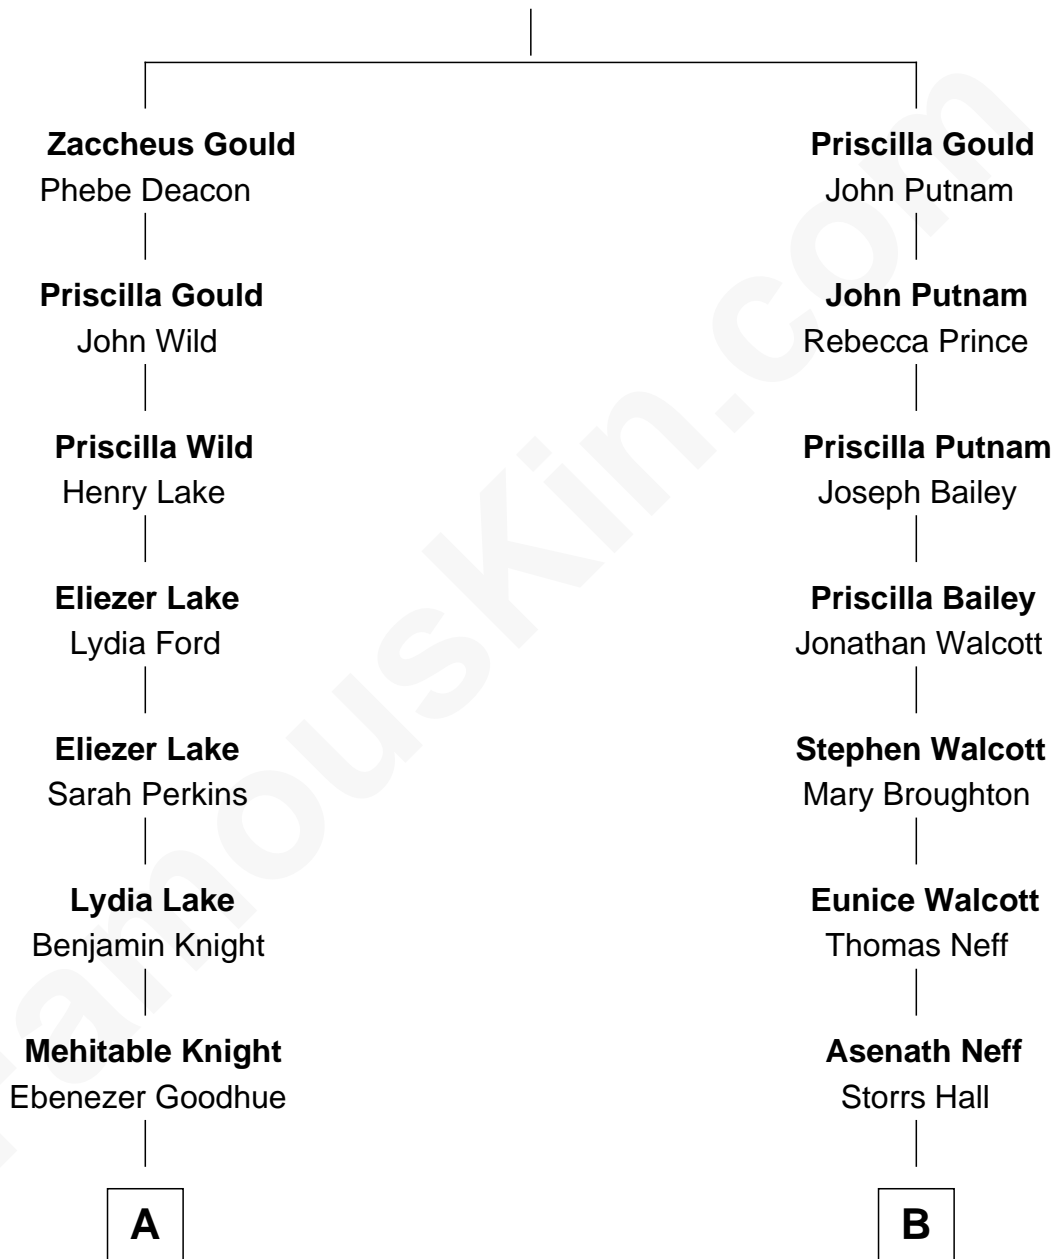 Zaccheus Gould
Phebe Deacon
Priscilla Gould
John Wild
Priscilla Wild
Henry Lake
Eliezer Lake
Lydia Ford
Eliezer Lake
Sarah Perkins
Lydia Lake
Benjamin Knight
Mehitable Knight
Ebenezer Goodhue
A
Priscilla Gould
John Putnam
John Putnam
Rebecca Prince
Priscilla Putnam
Joseph Bailey
Priscilla Bailey
Jonathan Walcott
Stephen Walcott
Mary Broughton
Eunice Walcott
Thomas Neff
Asenath Neff
Storrs Hall
B
FamousKin.com